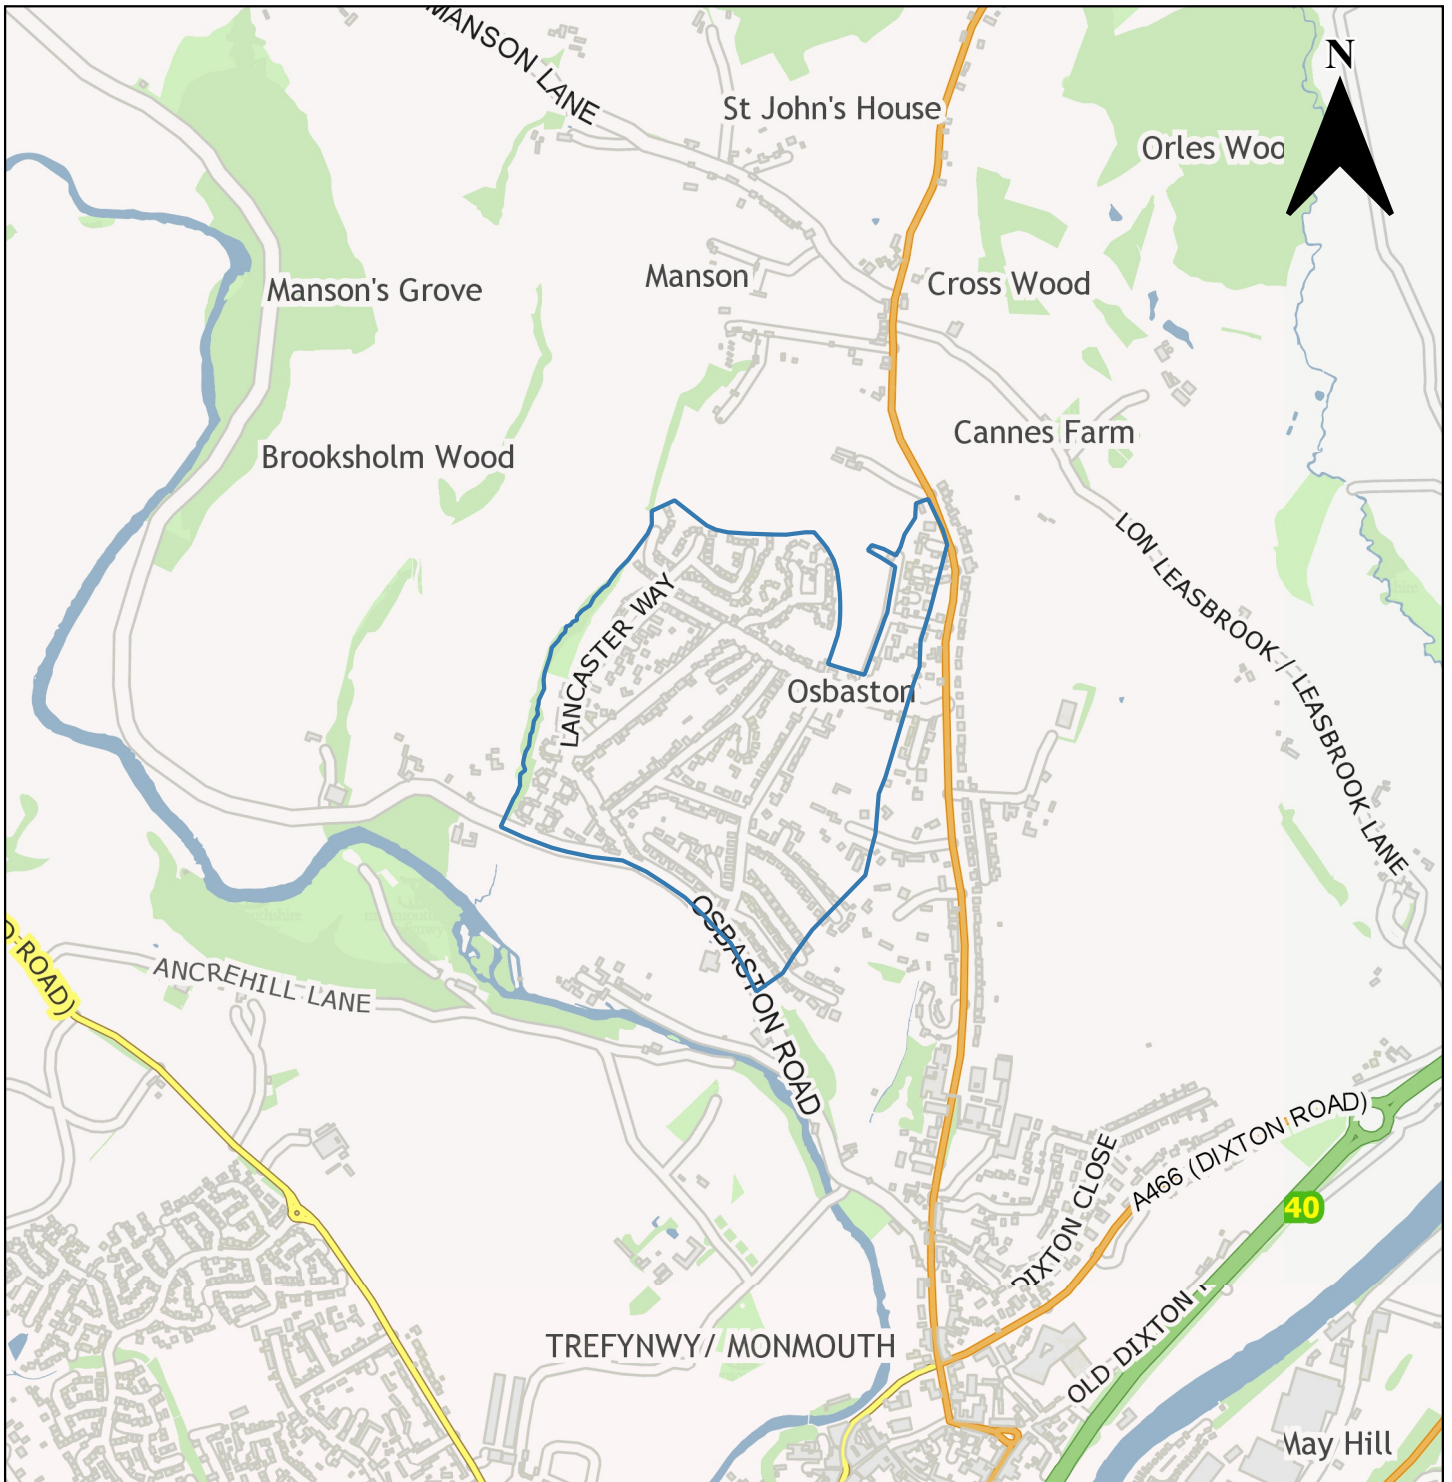 MANSON LANE
N
St John's House
Orles Woo
Manson
Cross Wood
Manson's Grove
Cannes Farm
Brooksholm Wood
LON LEASBROOK / LEASBROOK LANE
LANCASTER WAY
Osbaston
OSBASTON ROAD
D-ROAD)
ANCREHILL LANE
A466 (DIXTON ROAD)
DIXTON CLOSE
40
OLD DIXTON
TREFYNWY/ MONMOUTH
May Hill